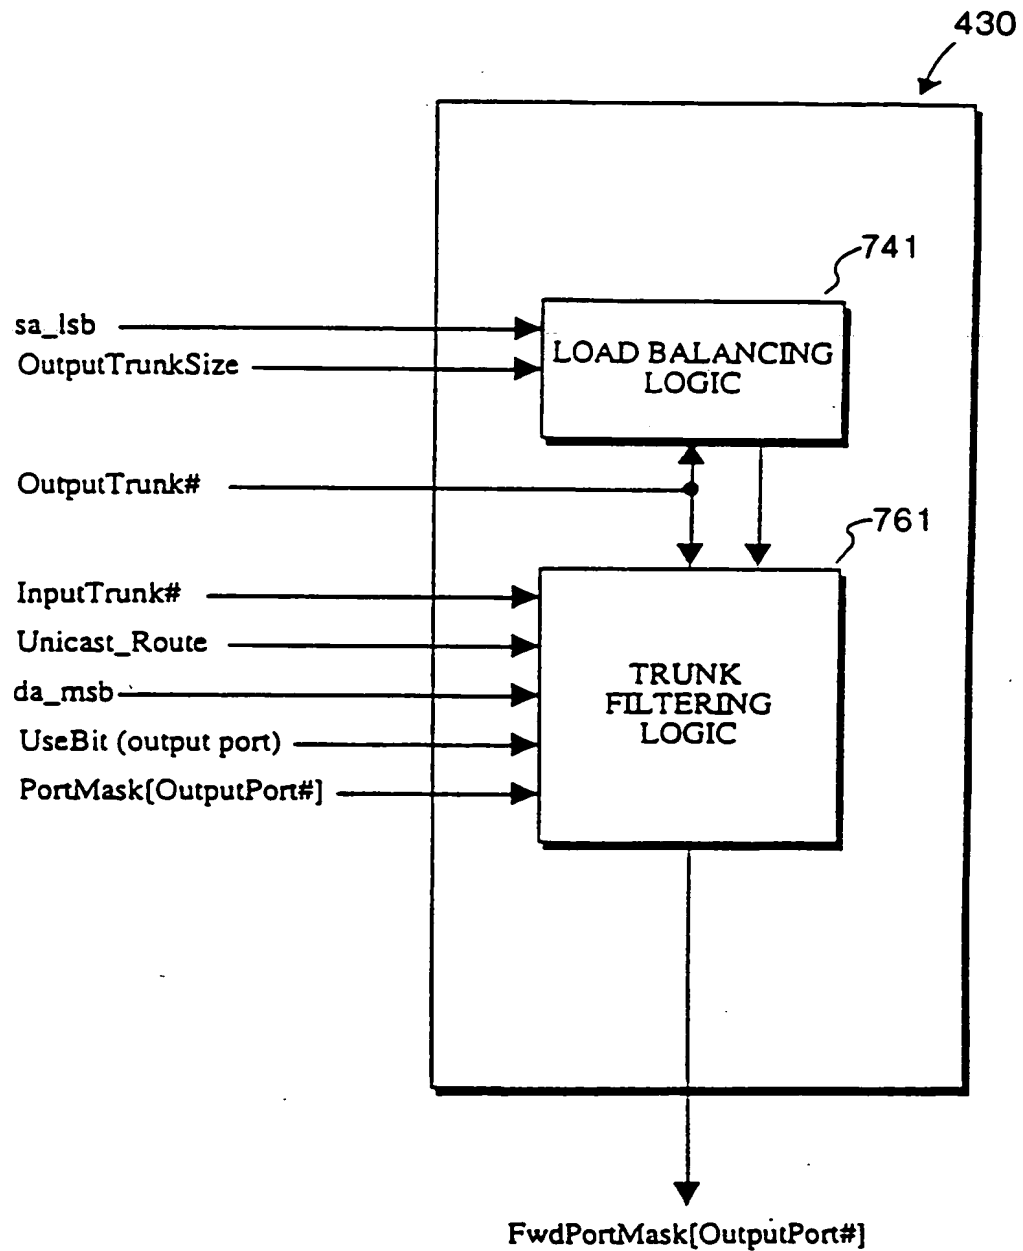 430
741
sa_lsb
OutputTrunkSize
LOAD BALANCING
LOGIC
OutputTrunk#
761
InputTrunk#
Unicast_Route
da_msb
UseBit (output port)
PortMask[OutputPort#]
TRUNK
FILTERING
LOGIC
FwdPortMask[OutputPort#]